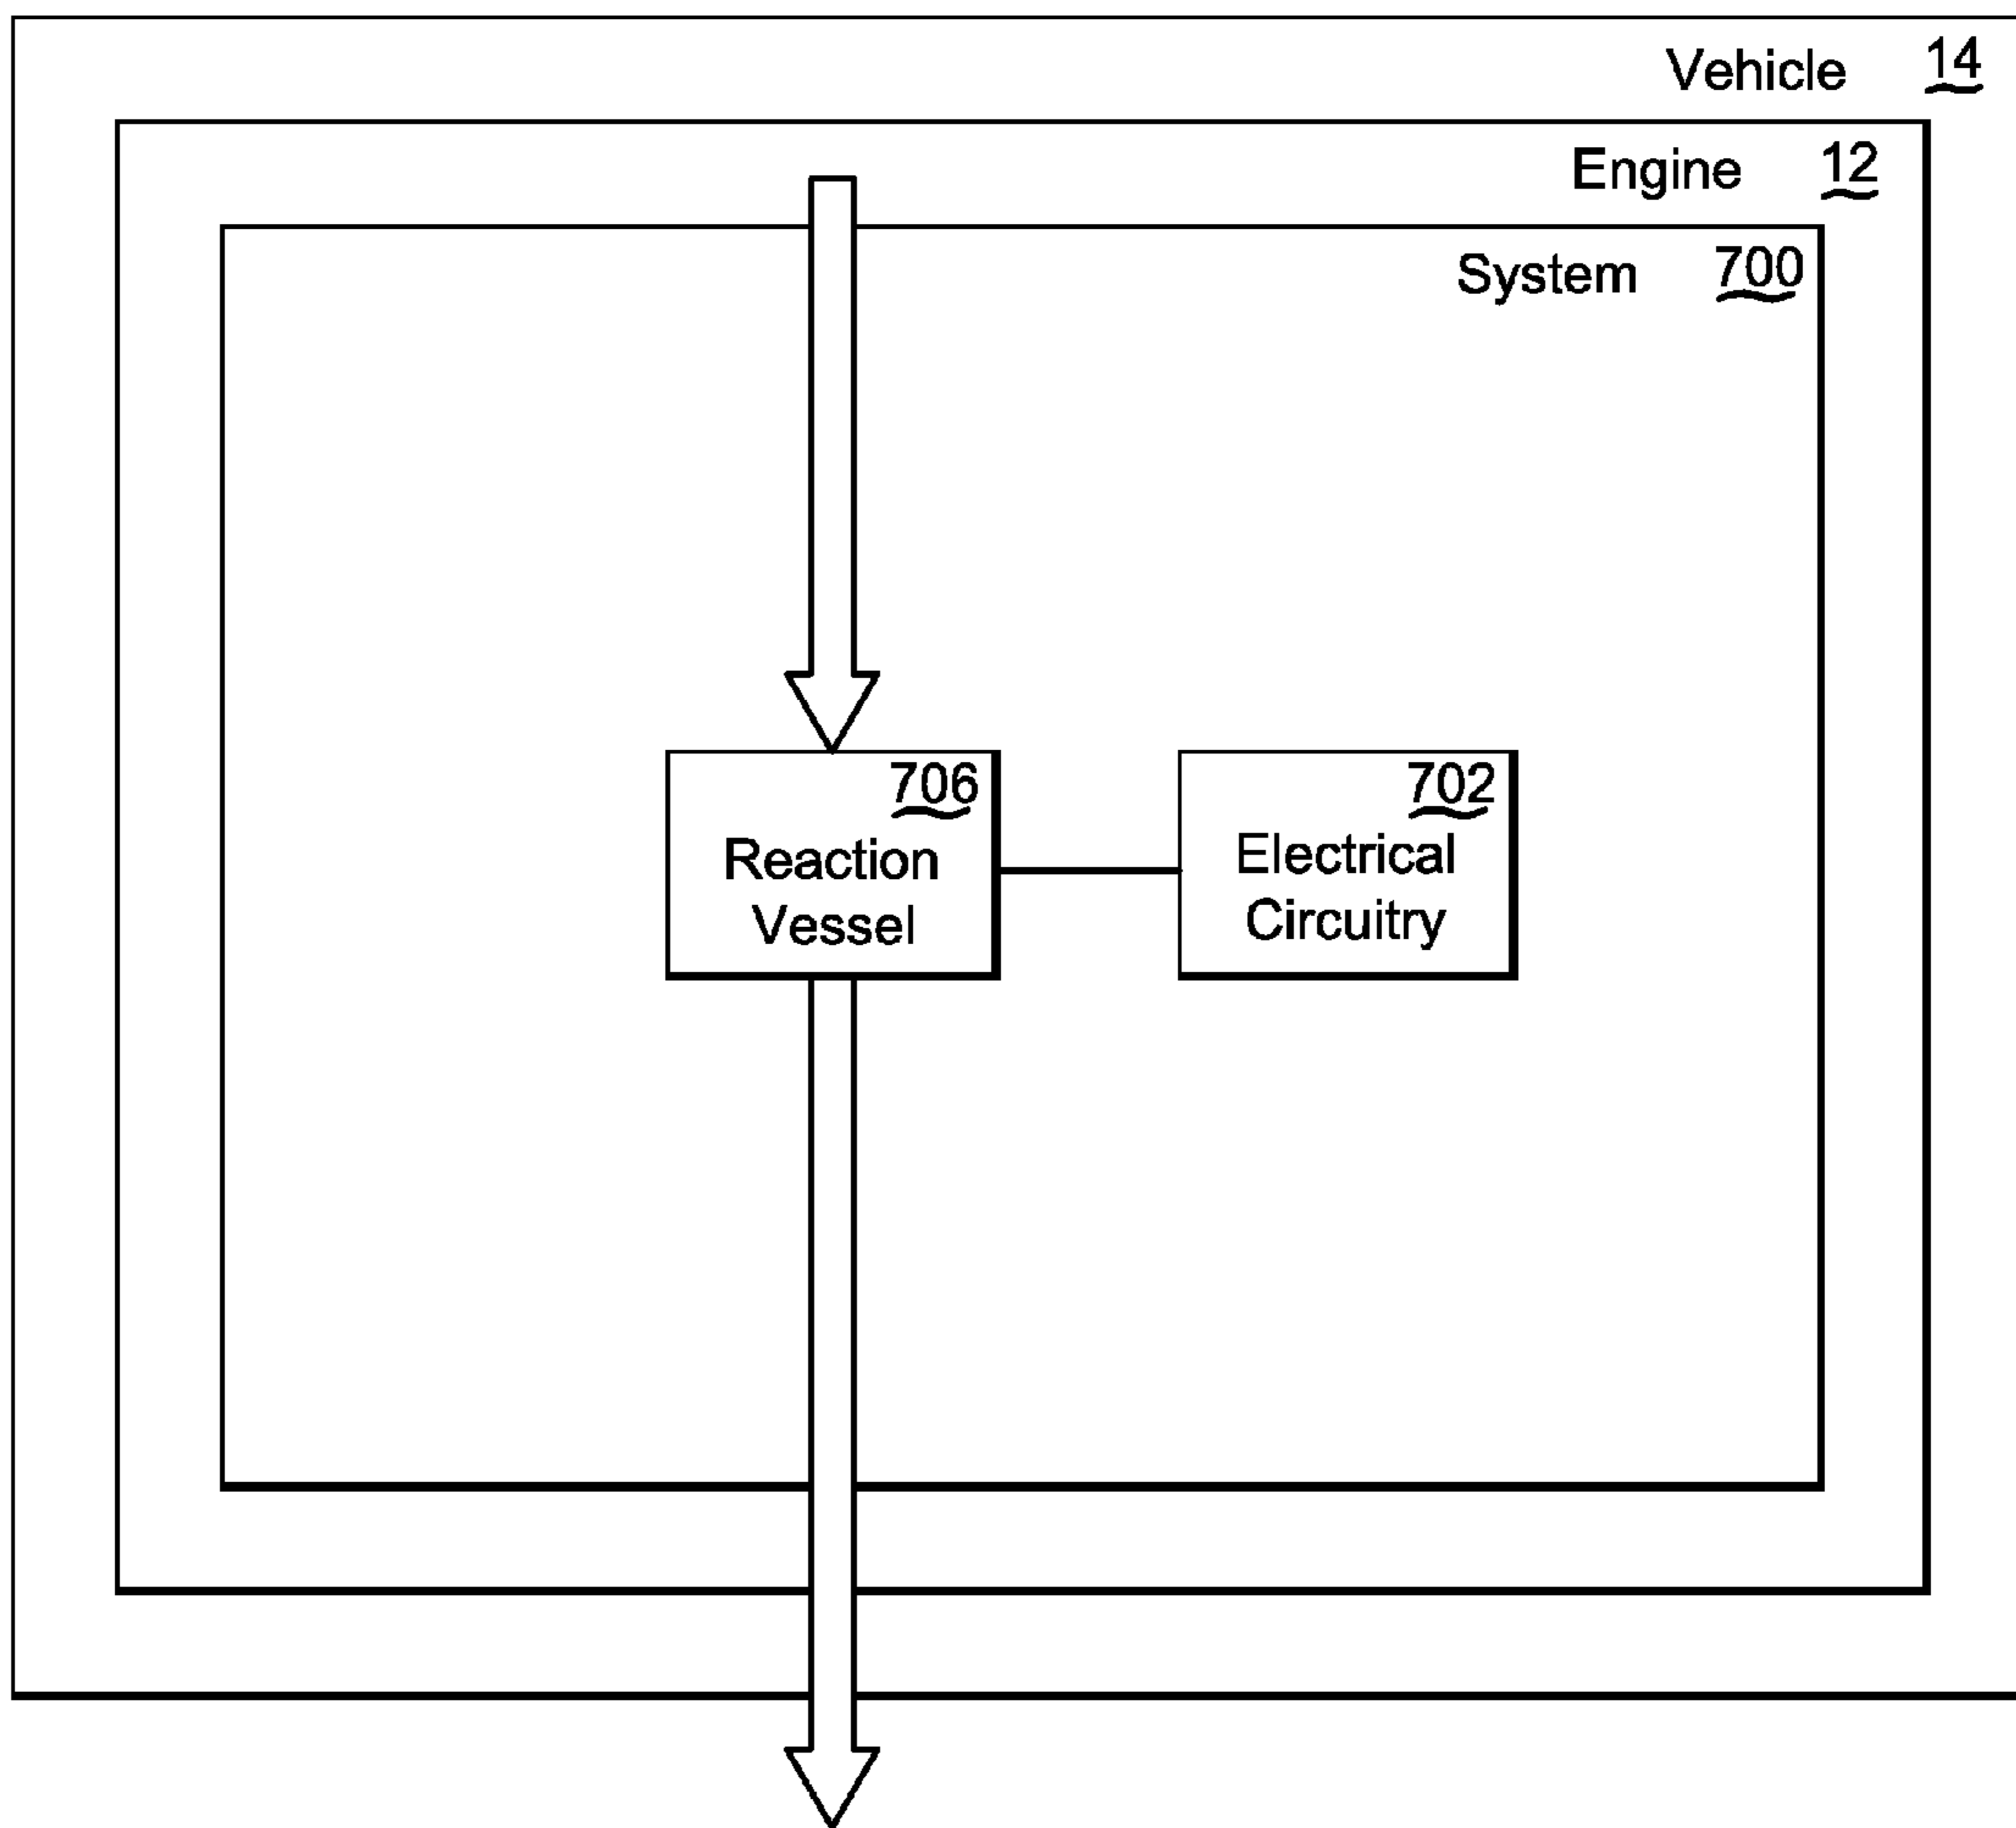 Vehicle 14
Engine 12
System 700
706
Reaction
Vessel
702
Electrical
Circuitry